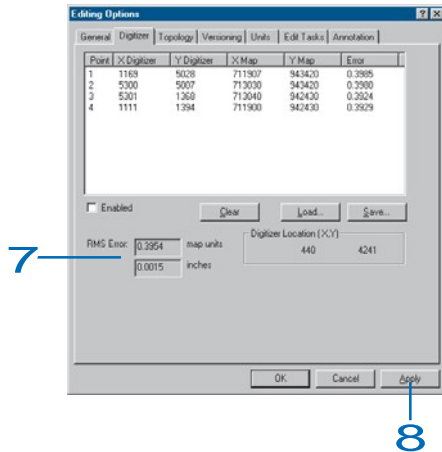 Editing Options
General Digitizer Topology Versioning Units Edit Tasks Annotation
Point X Digitizer Y Digitizer X Map Y Map Error
1 1169 5028 711907 943420 0.3985
2 5300 5007 713030 943420 0.3980
3 5301 1368 713040 942430 0.3924
4 1111 1394 711900 942430 0.3929
Enabled Clear Load... Save...
Digitizer Location (X,Y)
RMS Error: 0.3954 map units 440 4241
7
0.0015 inches
OK Cancel Apply
8